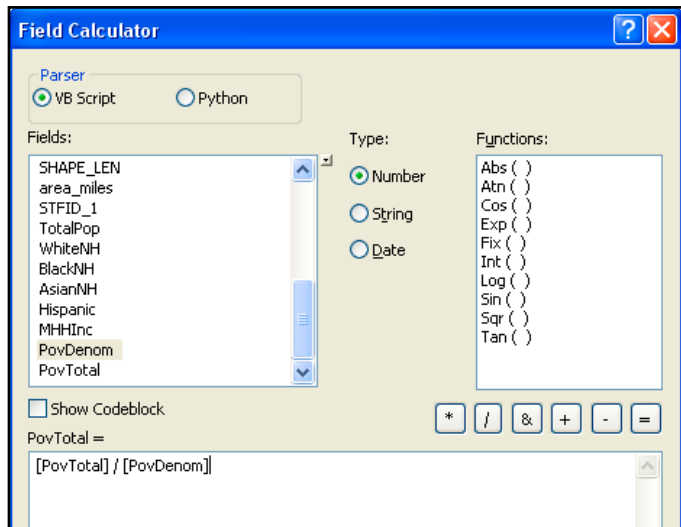 Field Calculator
Parser
VB Script
Python
Fields:
Type:
Functions:
SHAPE_LEN
area_miles
STFID_1
TotalPop
WhiteNH
BlackNH
AsianNH
Hispanic
MHHInc
PovDenom
PovTotal
Number
String
Date
Abs ( )
Atn ( )
Cos ( )
Exp ( )
Fix ( )
Int ( )
Log ( )
Sin ( )
Sqr ( )
Tan ( )
Show Codeblock
* / & + - =
PovTotal =
[PovTotal] / [PovDenom]